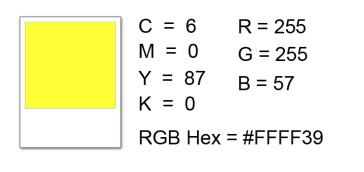 C = 6
M = 0
Y = 87
K = 0
R = 255
G = 255
B = 57
RGB Hex = #FFFF39